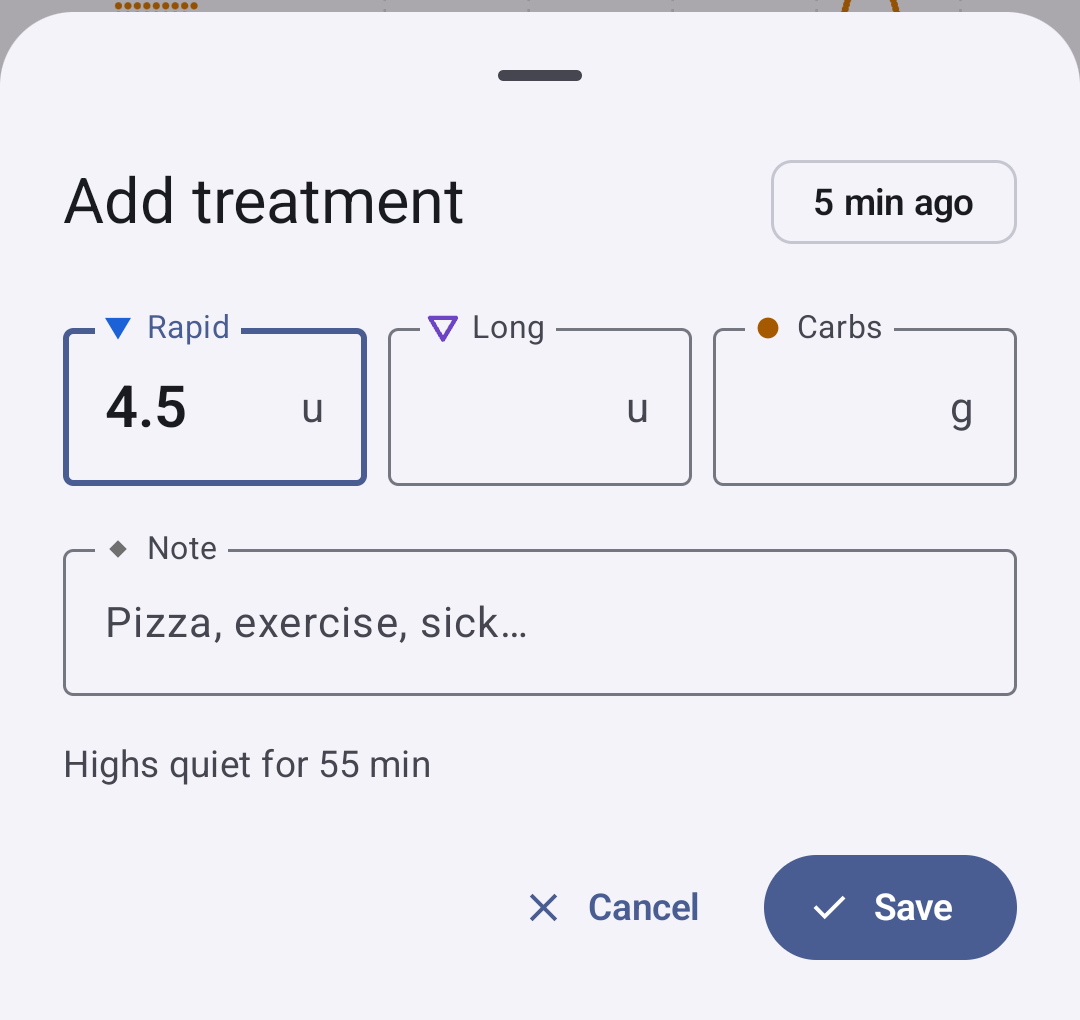 Add treatment
5 min ago
Rapid
Long
Carbs
4.5 u
u
g
Note
Pizza, exercise, sick…
Highs quiet for 55 min
Cancel
Save